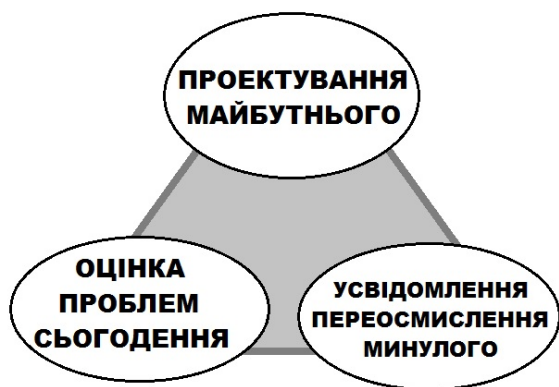 ПРОЕКТУВАННЯ
МАЙБУТНЬОГО
ОЦІНКА
ПРОБЛЕМ
СЬОГОДЕННЯ
УСВІДОМЛЕННЯ
ПЕРЕОСМИСЛЕННЯ
МИНУЛОГО